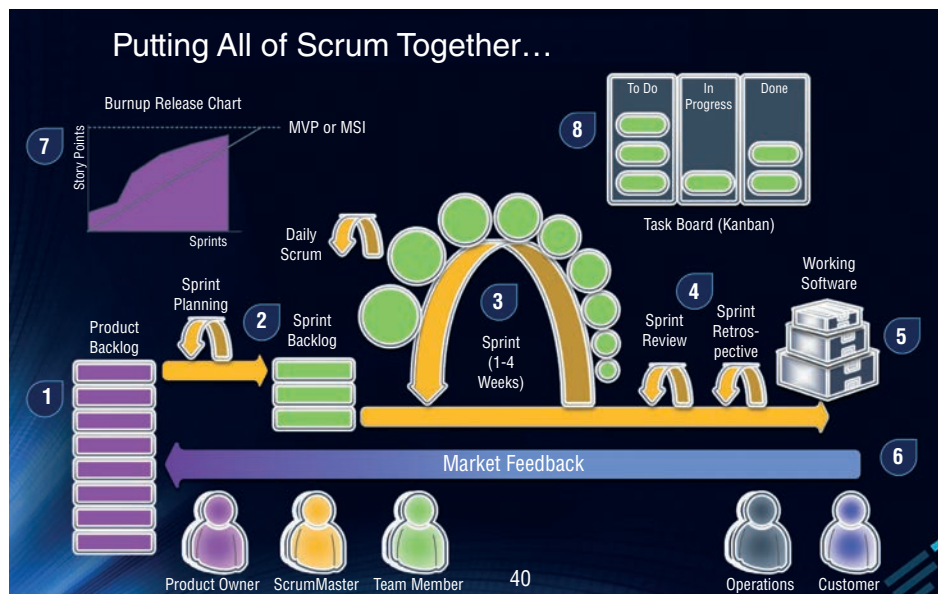 Putting All of Scrum Together…
Burnup Release Chart
7
Story Points
MVP or MSI
Sprints
8
To Do
In
Progress
Done
Task Board (Kanban)
Daily
Scrum
Sprint
Planning
2
Product
Backlog
1
Sprint
Backlog
3
Sprint
(1-4
Weeks)
4
Sprint
Review
Sprint
Retros-
pective
Working
Software
5
Market Feedback
6
Product Owner
ScrumMaster
Team Member
40
Operations
Customer